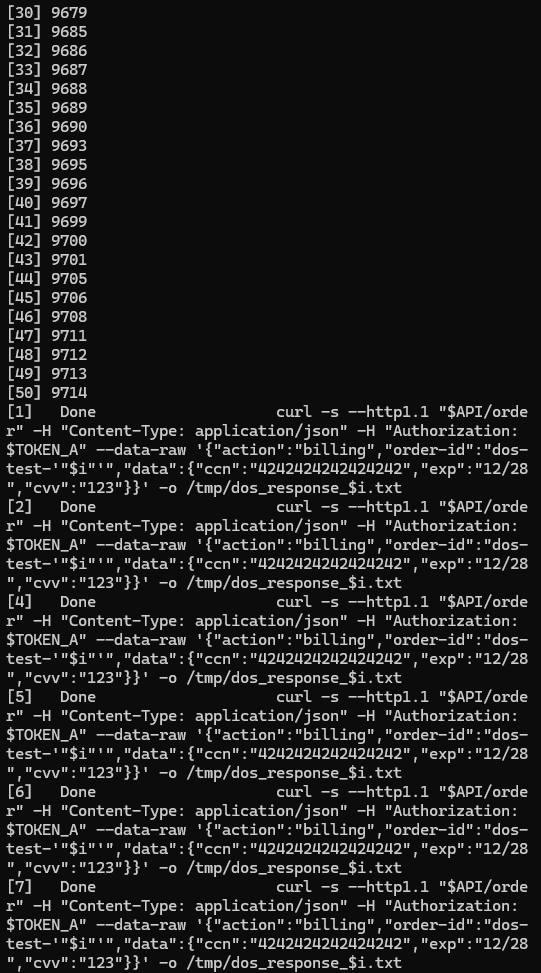 [30] 9679
[31] 9685
[32] 9686
[33] 9687
[34] 9688
[35] 9689
[36] 9690
[37] 9693
[38] 9695
[39] 9696
[40] 9697
[41] 9699
[42] 9700
[43] 9701
[44] 9705
[45] 9706
[46] 9708
[47] 9711
[48] 9712
[49] 9713
[50] 9714
[1]   Done                    curl -s --http1.1 "$API/orde
r" -H "Content-Type: application/json" -H "Authorization:
$TOKEN_A" --data-raw '{"action":"billing","order-id":"dos-
test-'"$i"'","data":{"ccn":"4242424242424242","exp":"12/28
","cvv":"123"}}' -o /tmp/dos_response_$i.txt
[2]   Done                    curl -s --http1.1 "$API/orde
r" -H "Content-Type: application/json" -H "Authorization:
$TOKEN_A" --data-raw '{"action":"billing","order-id":"dos-
test-'"$i"'","data":{"ccn":"4242424242424242","exp":"12/28
","cvv":"123"}}' -o /tmp/dos_response_$i.txt
[4]   Done                    curl -s --http1.1 "$API/orde
r" -H "Content-Type: application/json" -H "Authorization:
$TOKEN_A" --data-raw '{"action":"billing","order-id":"dos-
test-'"$i"'","data":{"ccn":"4242424242424242","exp":"12/28
","cvv":"123"}}' -o /tmp/dos_response_$i.txt
[5]   Done                    curl -s --http1.1 "$API/orde
r" -H "Content-Type: application/json" -H "Authorization:
$TOKEN_A" --data-raw '{"action":"billing","order-id":"dos-
test-'"$i"'","data":{"ccn":"4242424242424242","exp":"12/28
","cvv":"123"}}' -o /tmp/dos_response_$i.txt
[6]   Done                    curl -s --http1.1 "$API/orde
r" -H "Content-Type: application/json" -H "Authorization:
$TOKEN_A" --data-raw '{"action":"billing","order-id":"dos-
test-'"$i"'","data":{"ccn":"4242424242424242","exp":"12/28
","cvv":"123"}}' -o /tmp/dos_response_$i.txt
[7]   Done                    curl -s --http1.1 "$API/orde
r" -H "Content-Type: application/json" -H "Authorization:
$TOKEN_A" --data-raw '{"action":"billing","order-id":"dos-
test-'"$i"'","data":{"ccn":"4242424242424242","exp":"12/28
","cvv":"123"}}' -o /tmp/dos_response_$i.txt